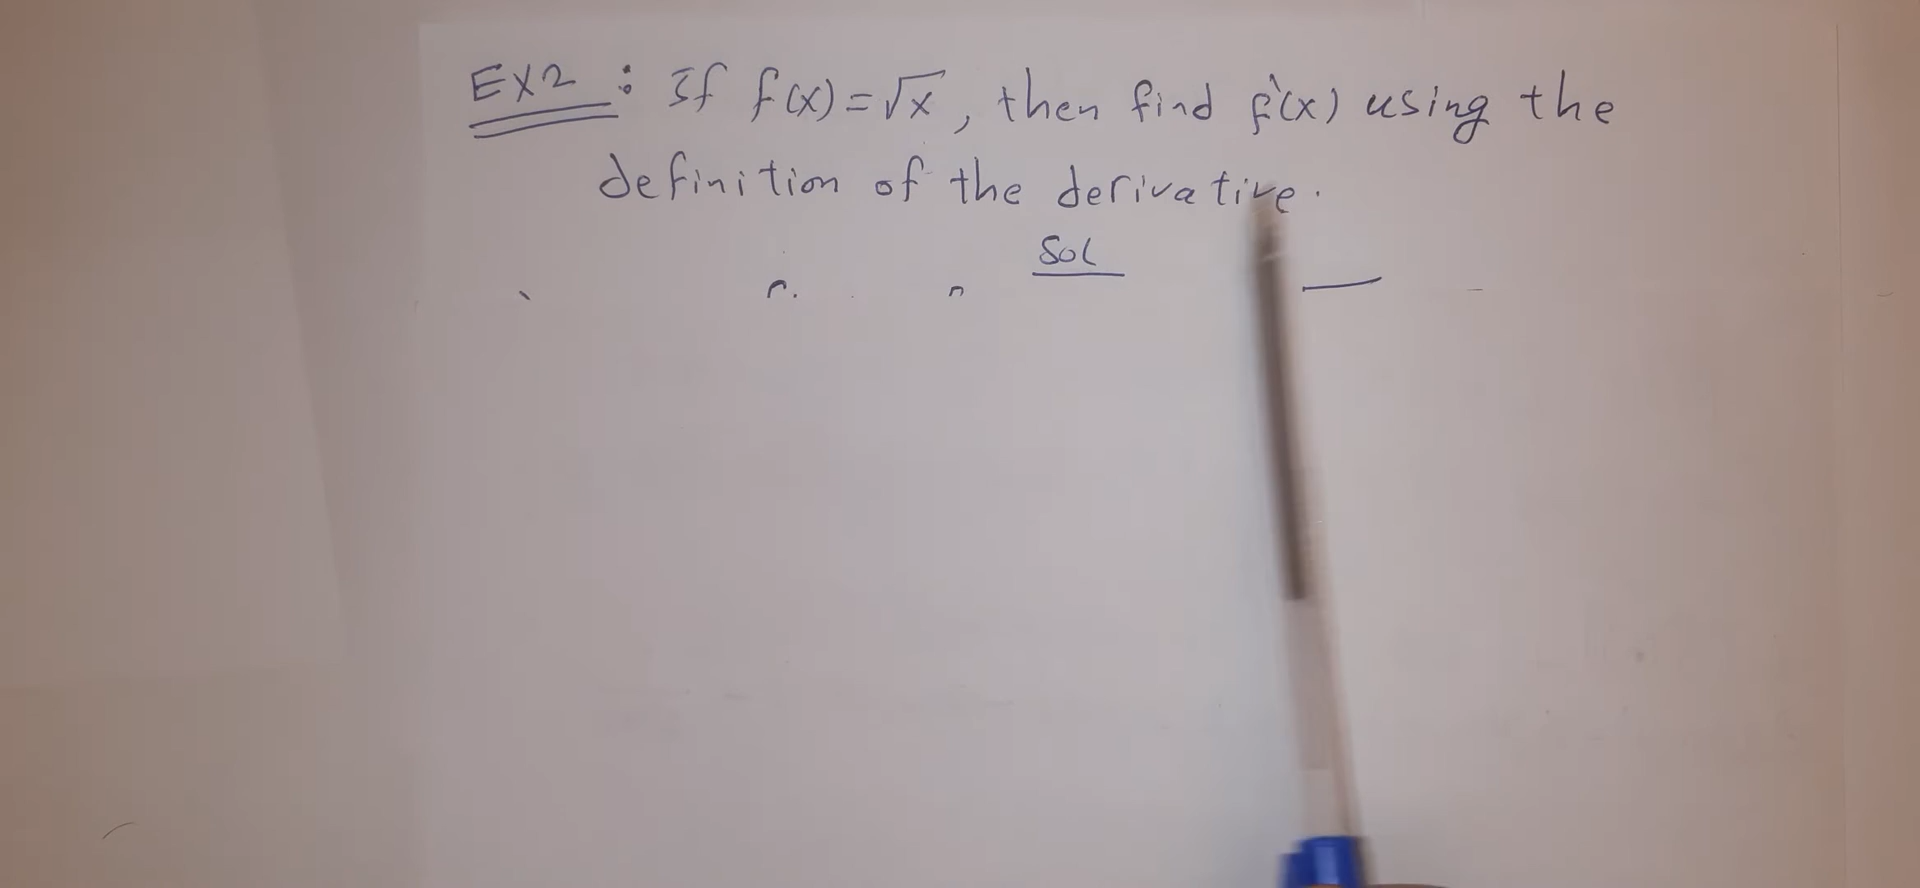 EX2 : If f(x)=√x, then find f'(x) using the
definition of the derivative.
Sol